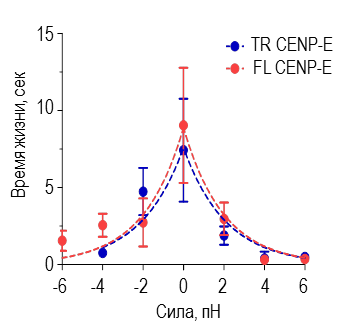 15
TR CENP-E
FL CENP-E
10
Время жизни, сек
5
0
-6 -4 -2 0 2 4 6
Сила, пН